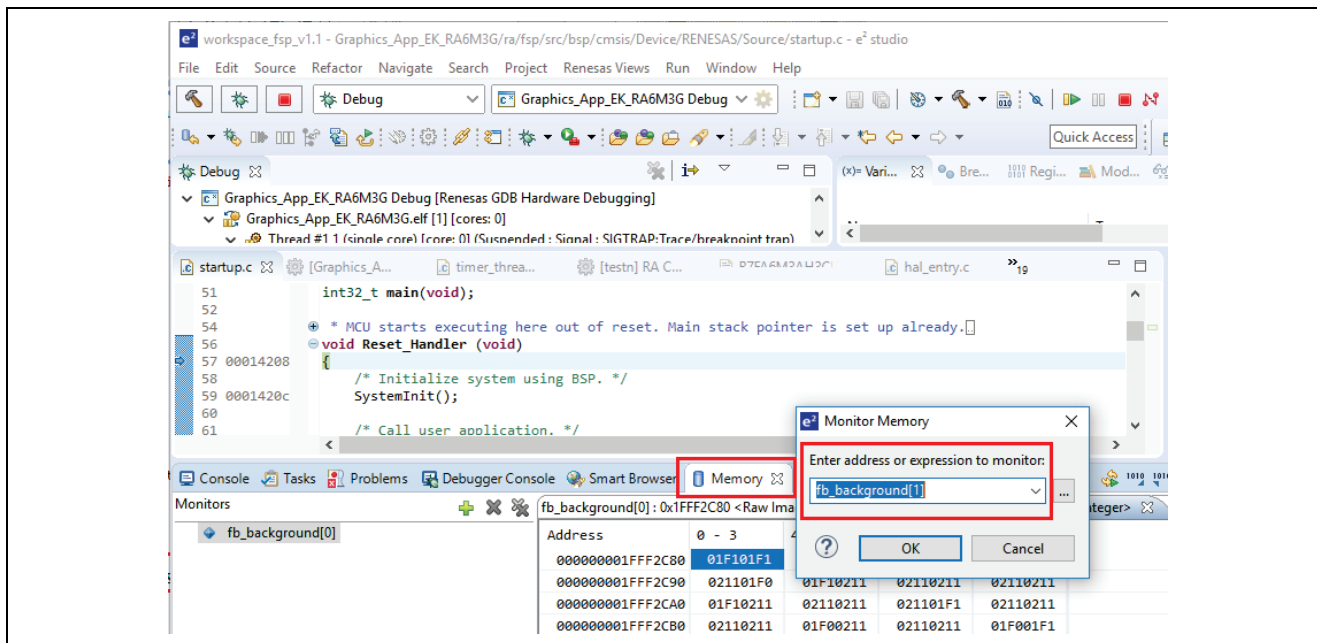 e² workspace_fsp_v1.1 - Graphics_App_EK_RA6M3G/ra/fsp/src/bsp/cmsis/Device/RENESAS/Source/startup.c - e² studio
File Edit Source Refactor Navigate Search Project Renesas Views Run Window Help
Debug Graphics_App_EK_RA6M3G Debug 010
Quick Access
Debug (x)= Vari... Bre... 1010 Regi... Mod...
Graphics_App_EK_RA6M3G Debug [Renesas GDB Hardware Debugging]
Graphics_App_EK_RA6M3G.elf [1] [cores: 0]
Thread #1 1 (single core) [core: 0] (Suspended : Signal : SIGTRAP:Trace/breakpoint trap)
startup.c [Graphics_A... timer_threa... [testn] RA C... hal_entry.c »19
51 int32_t main(void);
52
54 * MCU starts executing here out of reset. Main stack pointer is set up already.
56 void Reset_Handler (void)
57 00014208 {
58 /* Initialize system using BSP. */
59 0001420c SystemInit();
60
61 /* Call user application. */
e² Monitor Memory
Enter address or expression to monitor:
fb_background[1] ...
? OK Cancel
Console Tasks Problems Debugger Console Smart Browser Memory
Monitors fb_background[0] : 0x1FFF2C80 <Raw Ima teger>
fb_background[0] Address 0 - 3
000000001FFF2C80 01F101F1
000000001FFF2C90 021101F0 01F10211 02110211 02110211
000000001FFF2CA0 01F10211 02110211 021101F1 02110211
000000001FFF2CB0 02110211 01F00211 02110211 01F001F1